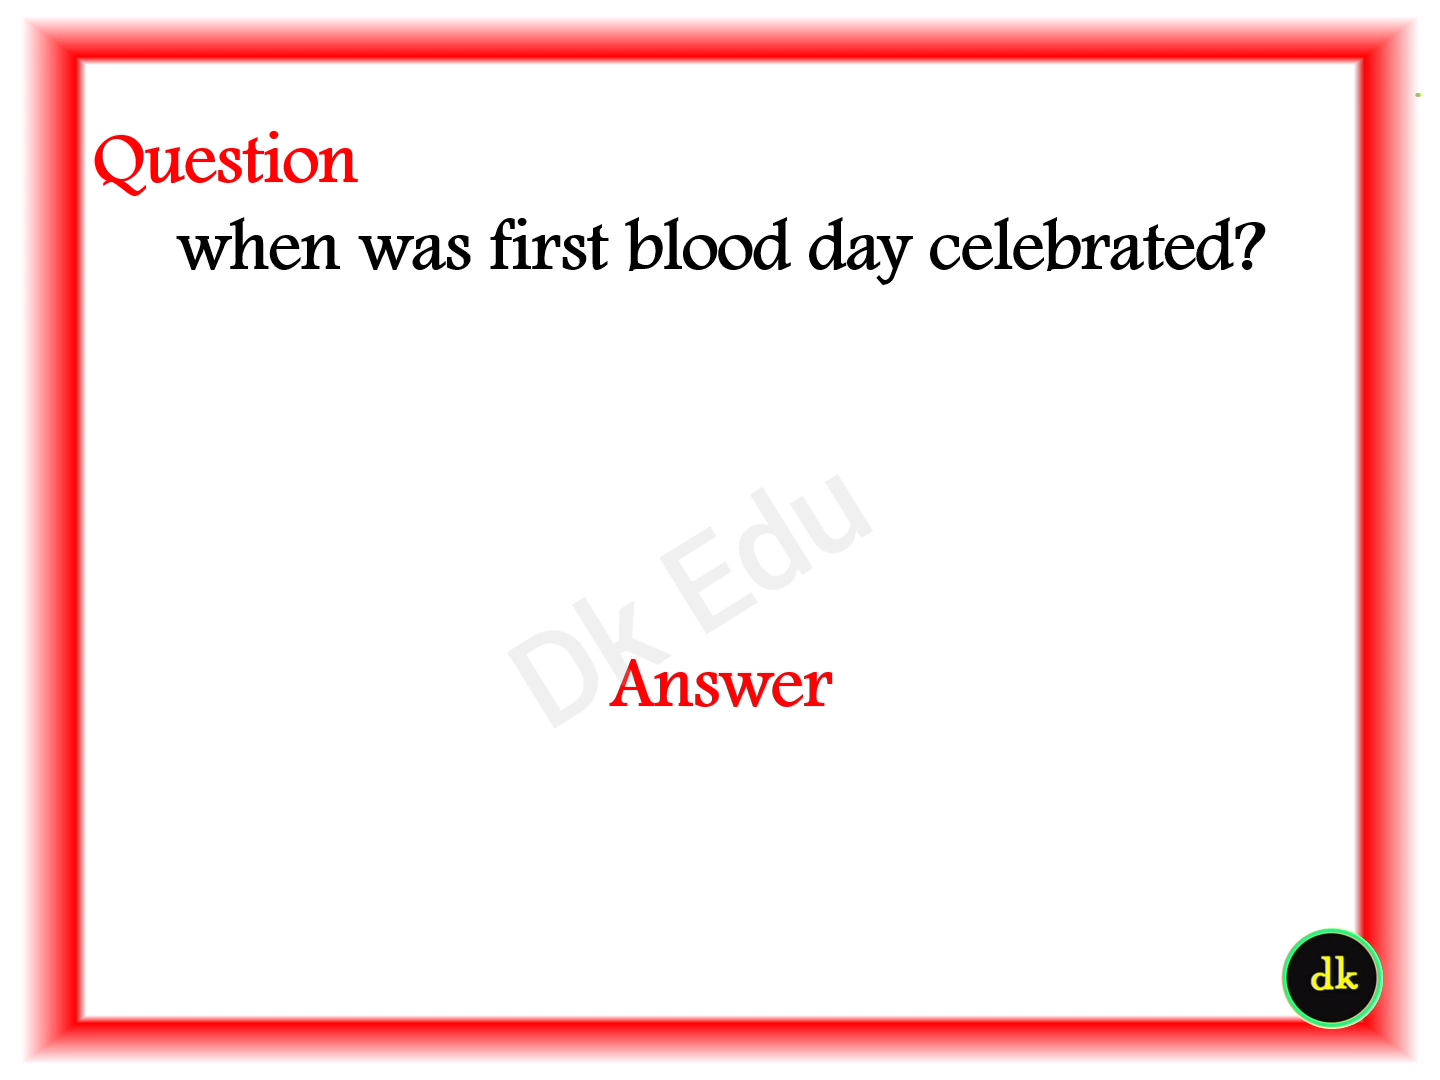 Question
when was first blood day celebrated?
Dk Edu
Answer
dk